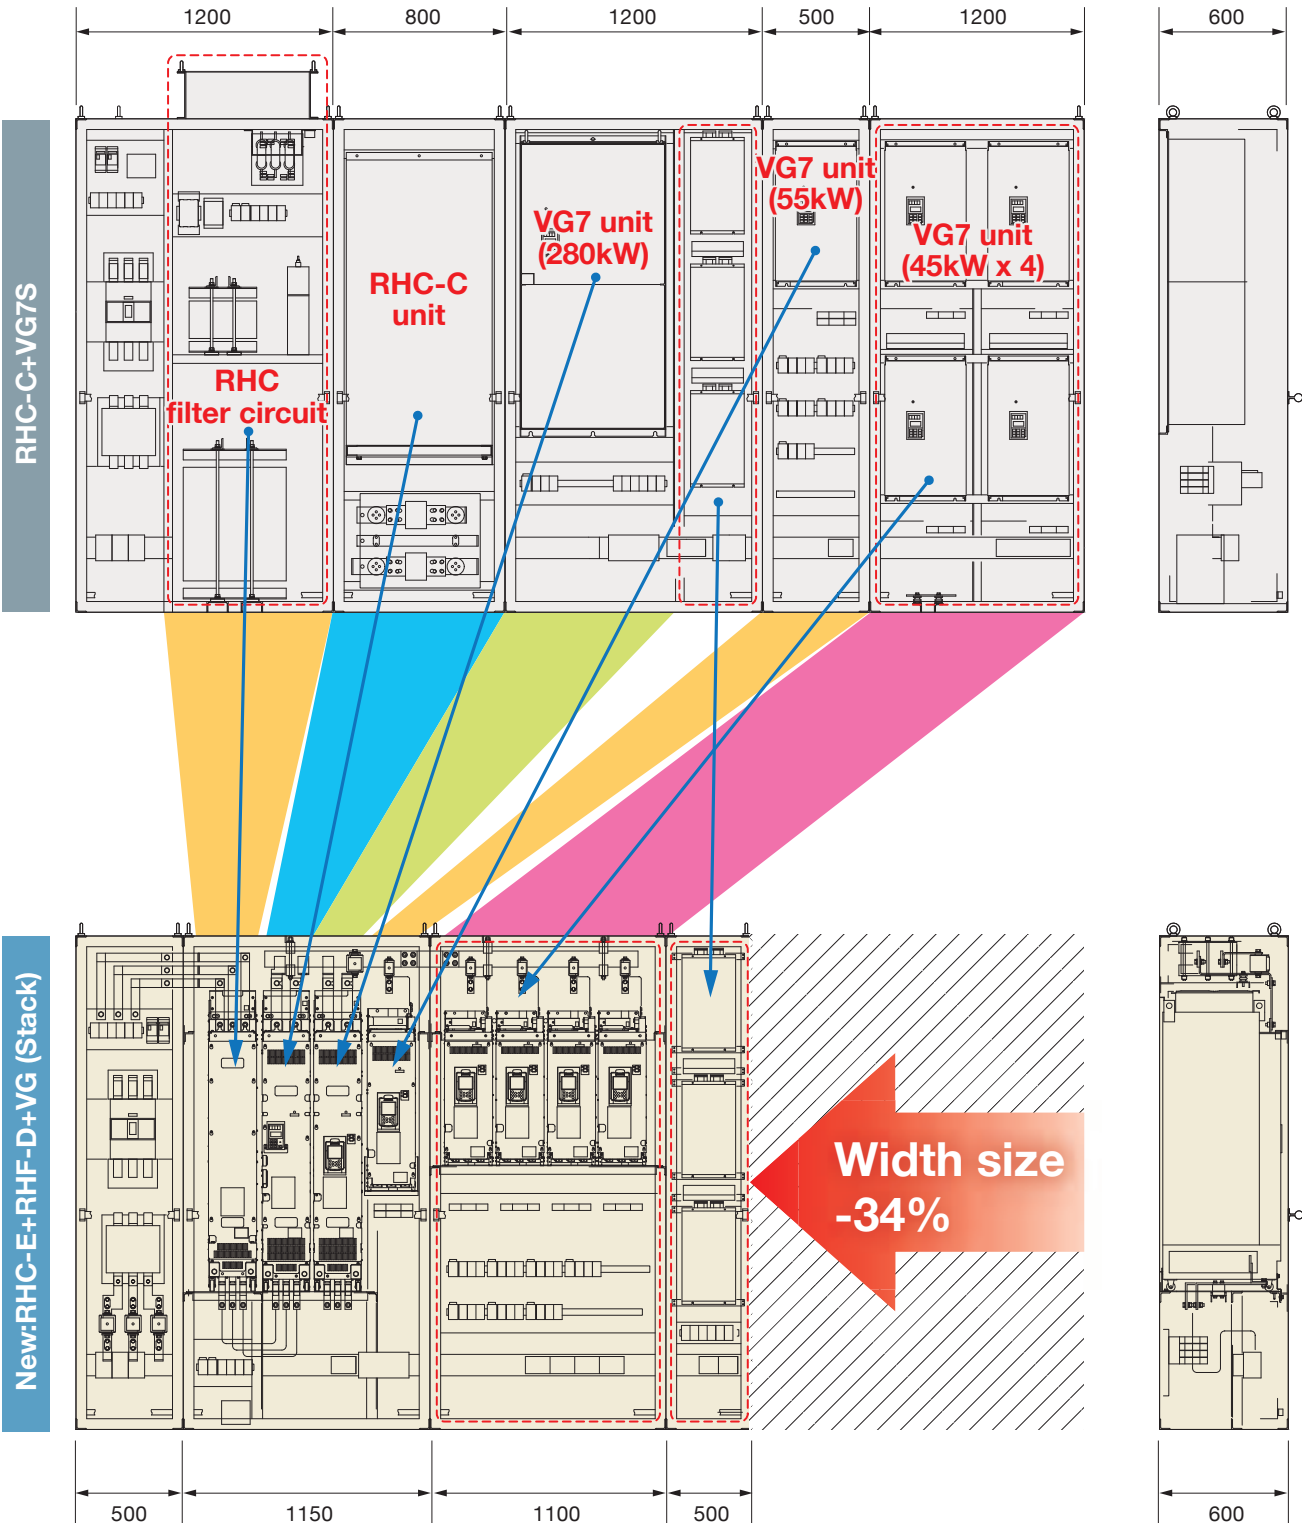 1200
800
1200
500
1200
600
RHC-C+VG7S
VG7 unit
(55kW)
VG7 unit
(280kW)
VG7 unit
(45kW x 4)
RHC-C
unit
RHC
filter circuit
New:RHC-E+RHF-D+VG (Stack)
Width size
-34%
500
1150
1100
500
600